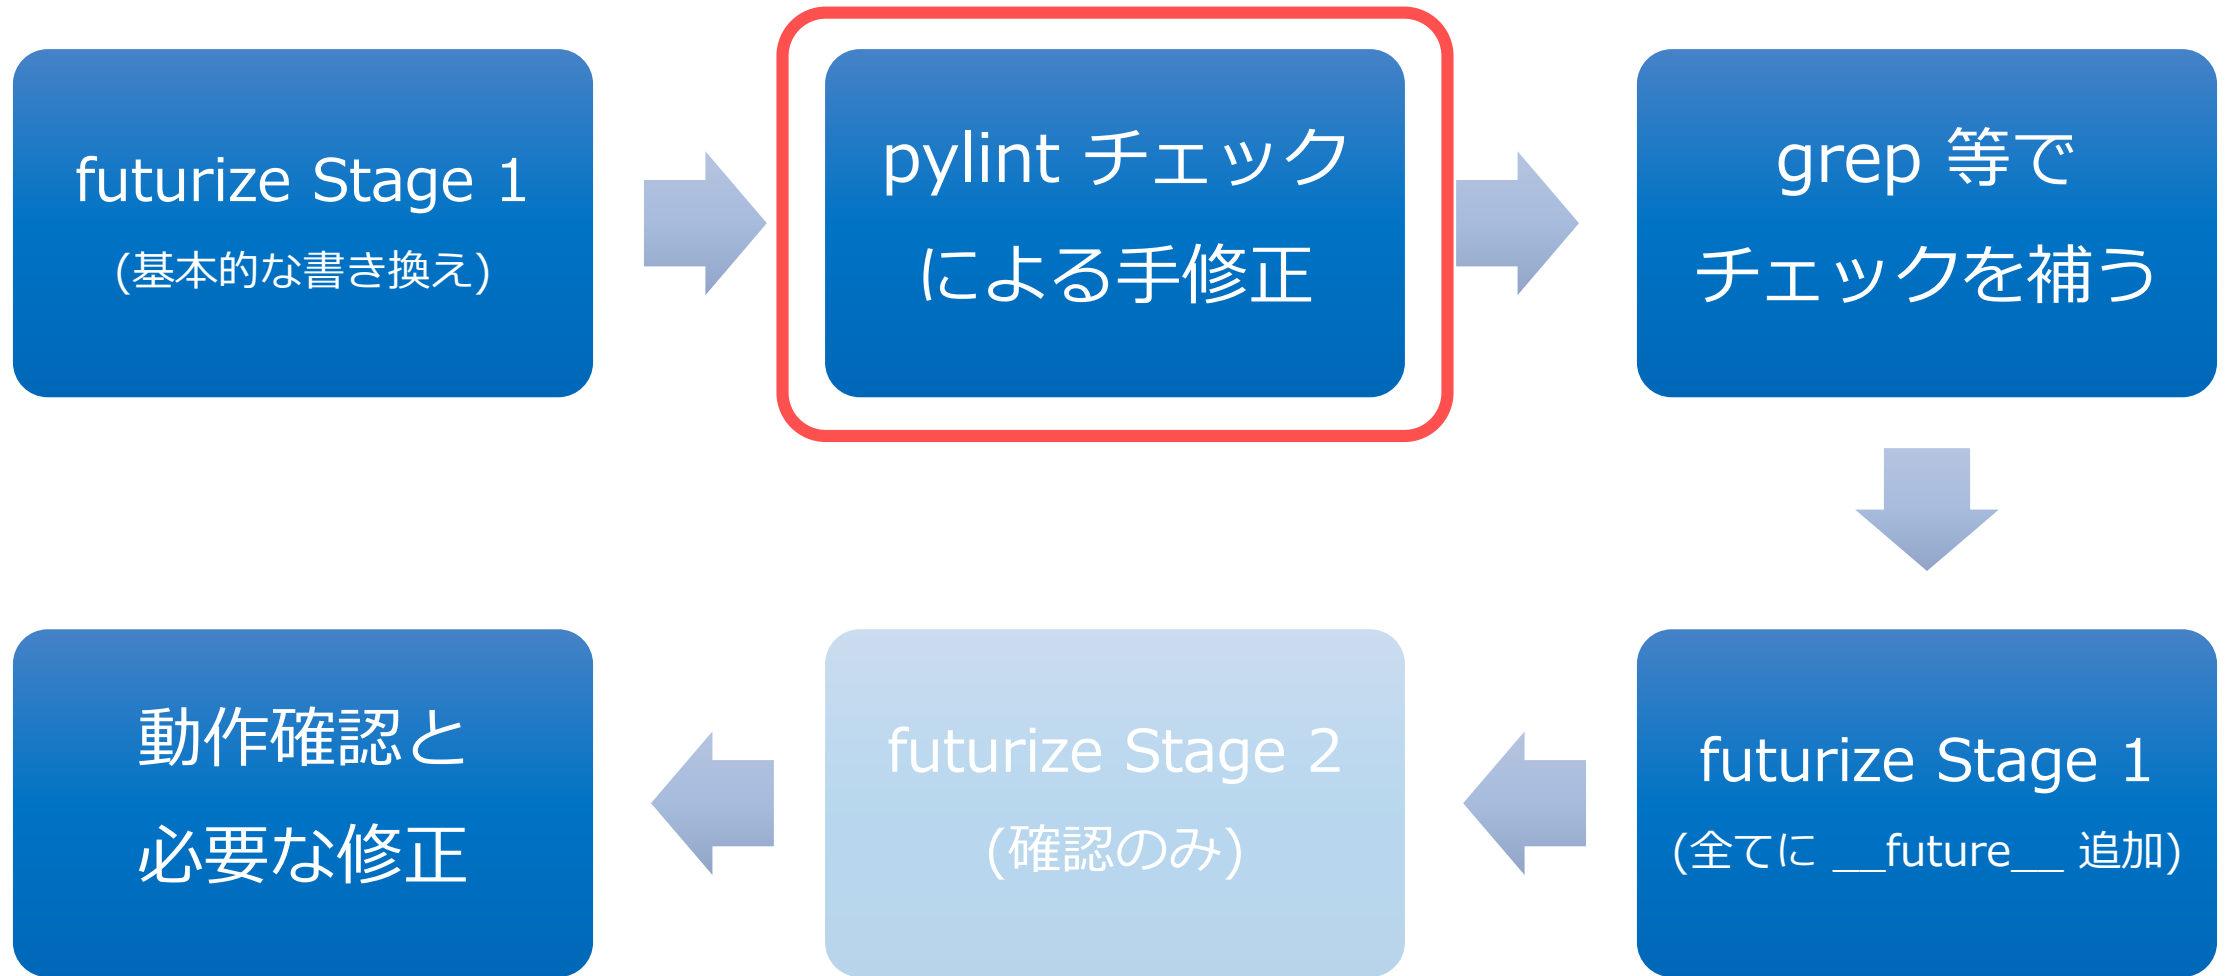 futurize Stage 1
(基本的な書き換え)
pylint チェック
による手修正
grep 等で
チェックを補う
futurize Stage 1
(全てに __future__ 追加)
futurize Stage 2
(確認のみ)
動作確認と
必要な修正